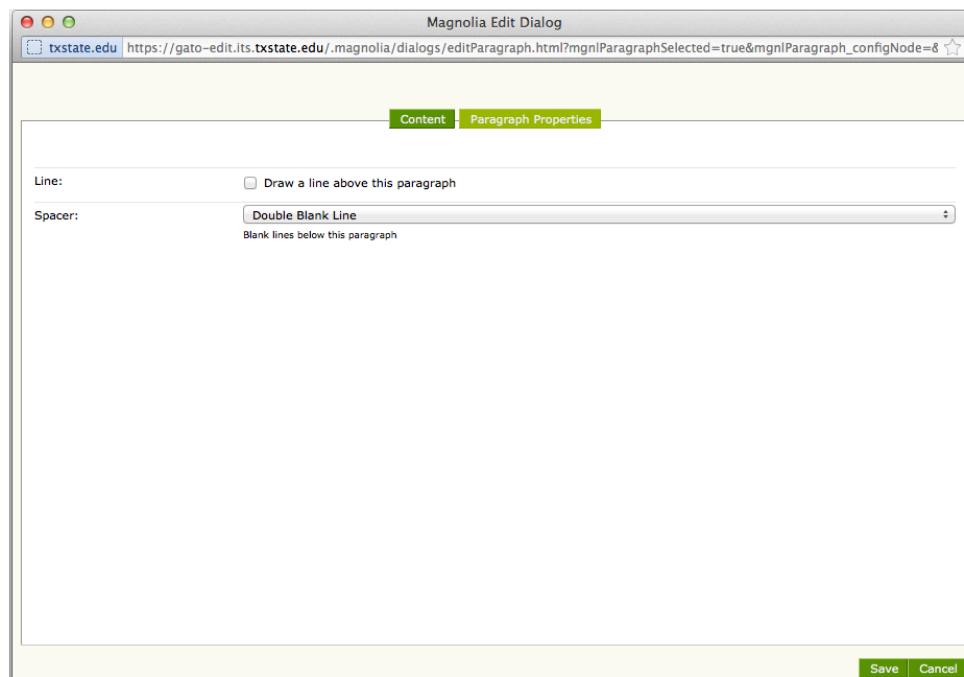 Magnolia Edit Dialog
txstate.edu https://gato-edit.its.txstate.edu/.magnolia/dialogs/editParagraph.html?mgnlParagraphSelected=true&mgnlParagraph_configNode=&
Content Paragraph Properties
Line: Draw a line above this paragraph
Spacer: Double Blank Line
Blank lines below this paragraph
Save Cancel